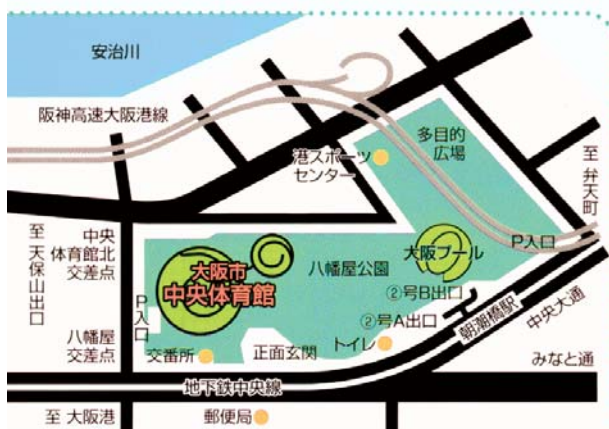 安治川
阪神高速大阪港線
多目的
広場
港スポーツ
センター
至 弁天町
至 天保山出口
中央
体育館北
交差点
P入口
大阪市
中央体育館
八幡屋公園
大阪プール
P入口
②号B出口
②号A出口
朝潮橋駅
中央大通
八幡屋
交差点
交番所
正面玄関
トイレ
みなと通
地下鉄中央線
至 大阪港
郵便局